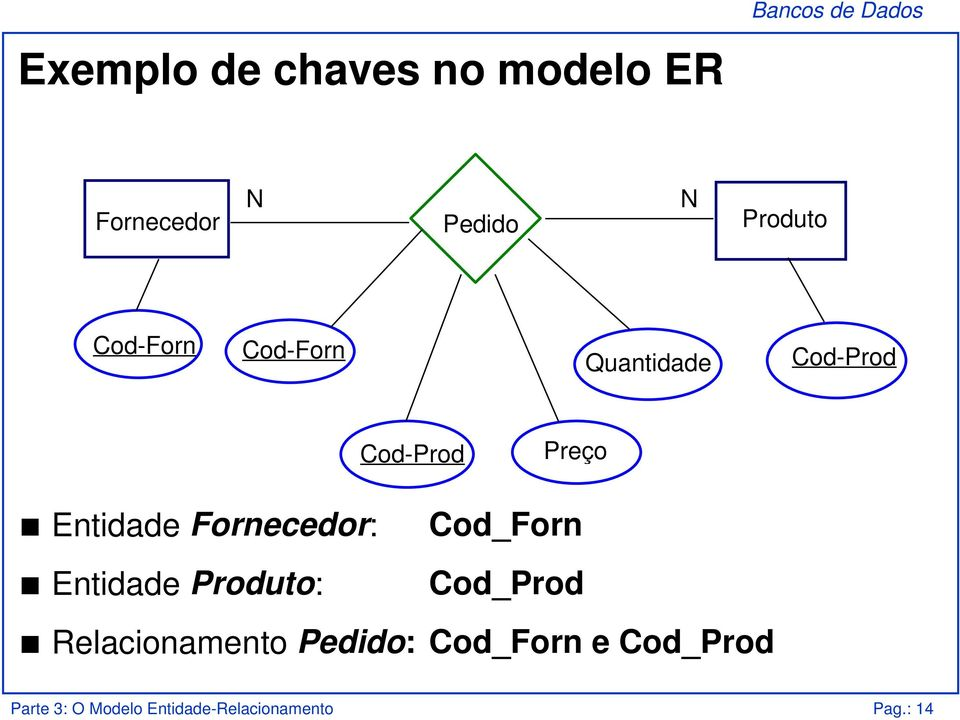 Bancos de Dados
Exemplo de chaves no modelo ER
Fornecedor
N
Pedido
N
Produto
Cod-Forn
Cod-Forn
Quantidade
Cod-Prod
Cod-Prod
Preço
Entidade Fornecedor: Cod_Forn
Entidade Produto: Cod_Prod
Relacionamento Pedido: Cod_Forn e Cod_Prod
Parte 3: O Modelo Entidade-Relacionamento Pag.: 14